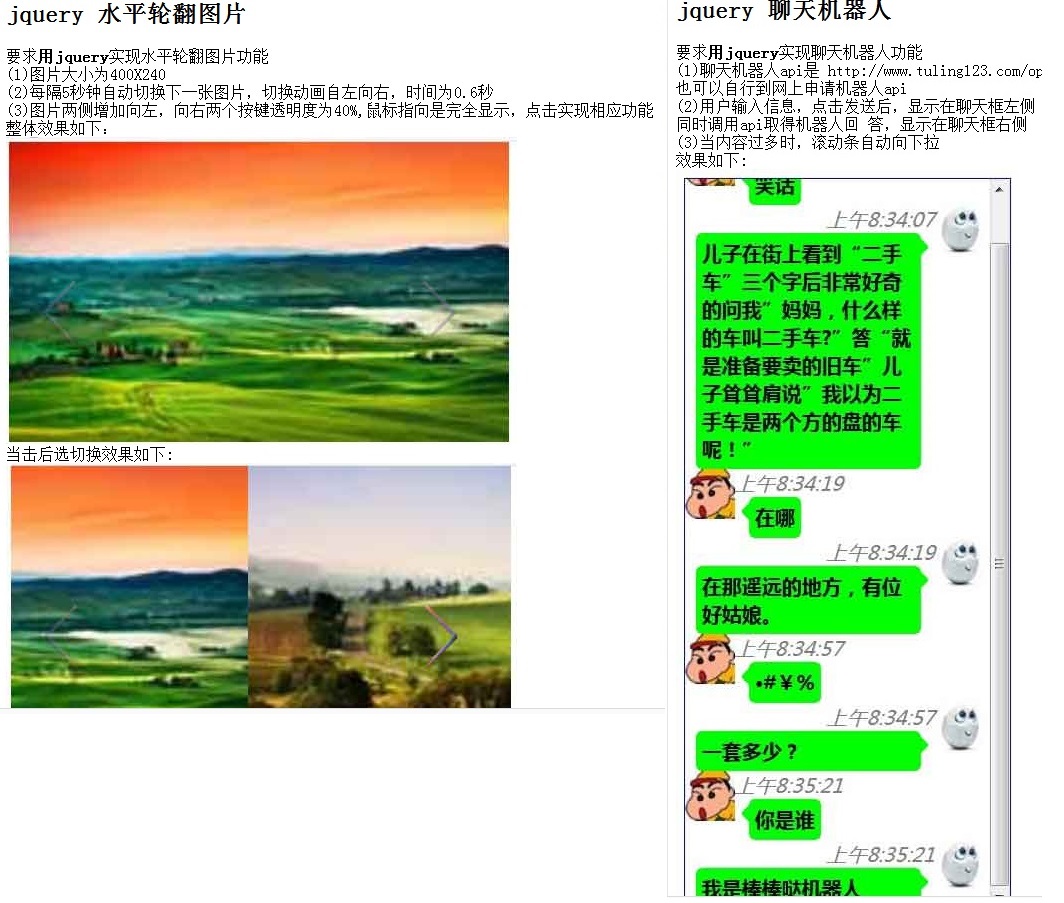 jquery 水平轮翻图片
要求用jquery实现水平轮翻图片功能
(1)图片大小为400X240
(2)每隔5秒钟自动切换下一张图片，切换动画自左向右，时间为0.6秒
(3)图片两侧增加向左，向右两个按键透明度为40%,鼠标指向是完全显示，点击实现相应功能
整体效果如下：
当击后选切换效果如下：
jquery 聊天机器人
要求用jquery实现聊天机器人功能
(1)聊天机器人api是 http://www.tuling123.com/op
也可以自行到网上申请机器人api
(2)用户输入信息，点击发送后，显示在聊天框左侧
同时调用api取得机器人回 答，显示在聊天框右侧
(3)当内容过多时，滚动条自动向下拉
效果如下：
笑话
上午8:34:07
儿子在街上看到“二手
车”三个字后非常好奇
的问我”妈妈，什么样
的车叫二手车?”答“就
是准备要卖的旧车”儿
子耸耸肩说”我以为二
手车是两个方的盘的车
呢！”
上午8:34:19
在哪
上午8:34:19
在那遥远的地方，有位
好姑娘。
上午8:34:57
•#￥%
上午8:34:57
一套多少？
上午8:35:21
你是谁
上午8:35:21
我是棒棒哒机器人